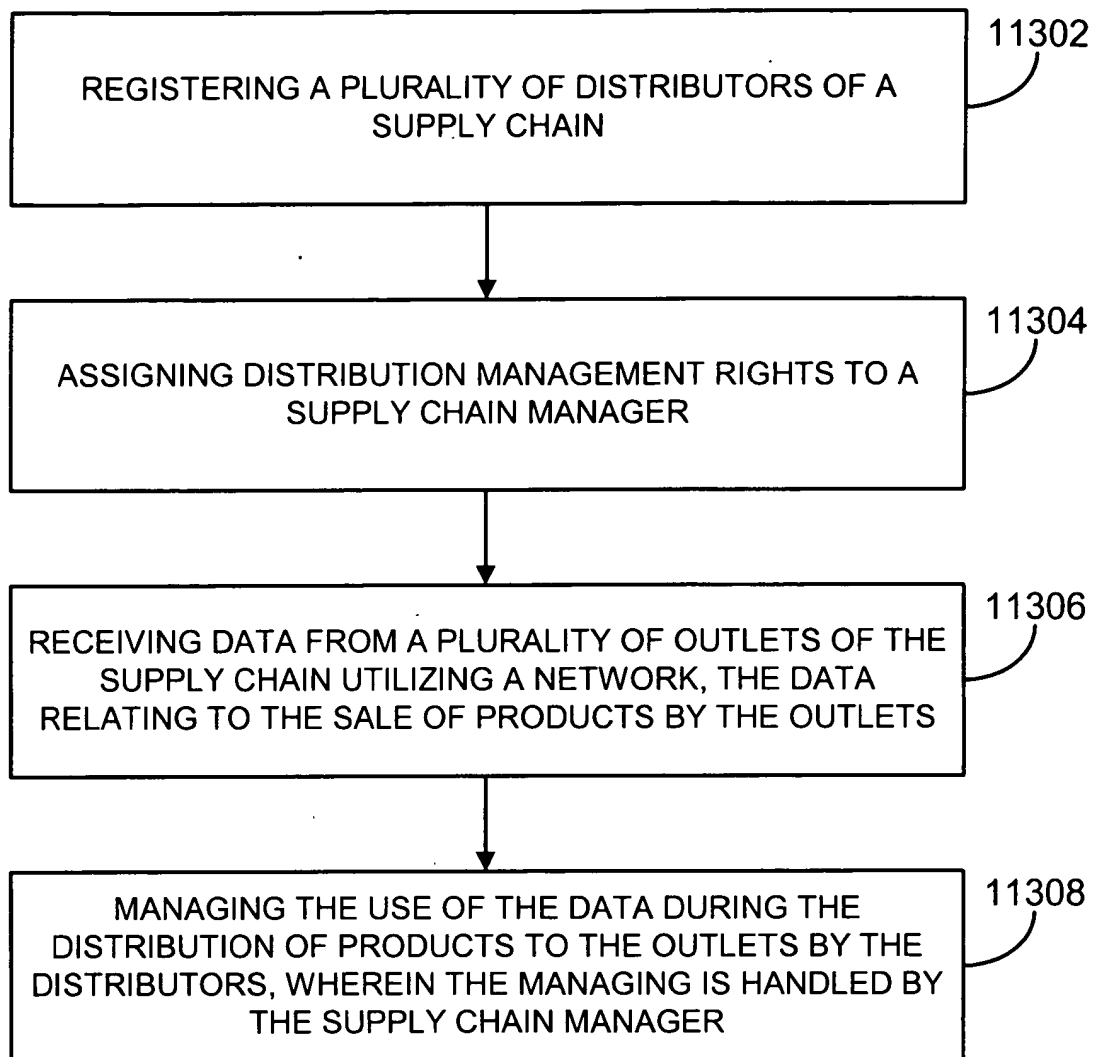 11302
REGISTERING A PLURALITY OF DISTRIBUTORS OF A
SUPPLY CHAIN
11304
ASSIGNING DISTRIBUTION MANAGEMENT RIGHTS TO A
SUPPLY CHAIN MANAGER
11306
RECEIVING DATA FROM A PLURALITY OF OUTLETS OF THE
SUPPLY CHAIN UTILIZING A NETWORK, THE DATA
RELATING TO THE SALE OF PRODUCTS BY THE OUTLETS
11308
MANAGING THE USE OF THE DATA DURING THE
DISTRIBUTION OF PRODUCTS TO THE OUTLETS BY THE
DISTRIBUTORS, WHEREIN THE MANAGING IS HANDLED BY
THE SUPPLY CHAIN MANAGER